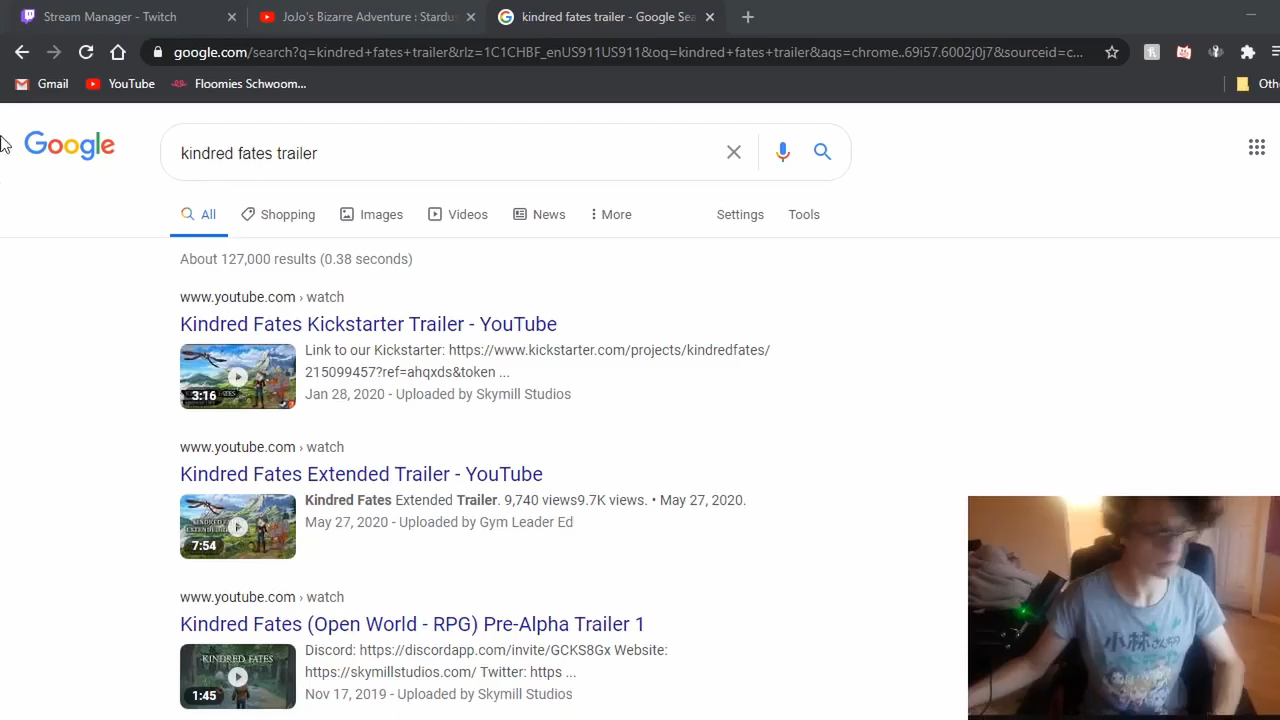 Stream Manager - Twitch
JoJo's Bizarre Adventure : Stardus
kindred fates trailer - Google Sea
google.com/search?q=kindred+fates+trailer&rlz=1C1CHBF_enUS911US911&oq=kindred+fates+trailer&aqs=chrome..69i57.6002j0j7&sourceid=c...
Gmail
YouTube
Floomies Schwoom...
Oth
Google
kindred fates trailer
All
Shopping
Images
Videos
News
More
Settings
Tools
About 127,000 results (0.38 seconds)
www.youtube.com › watch
Kindred Fates Kickstarter Trailer - YouTube
3:16
Link to our Kickstarter: https://www.kickstarter.com/projects/kindredfates/
215099457?ref=ahqxds&token ...
Jan 28, 2020 - Uploaded by Skymill Studios
www.youtube.com › watch
Kindred Fates Extended Trailer - YouTube
7:54
Kindred Fates Extended Trailer. 9,740 views9.7K views. • May 27, 2020.
May 27, 2020 - Uploaded by Gym Leader Ed
www.youtube.com › watch
Kindred Fates (Open World - RPG) Pre-Alpha Trailer 1
KINDRED FATES
1:45
Discord: https://discordapp.com/invite/GCKS8Gx Website:
https://skymillstudios.com/ Twitter: https ...
Nov 17, 2019 - Uploaded by Skymill Studios
小林さん